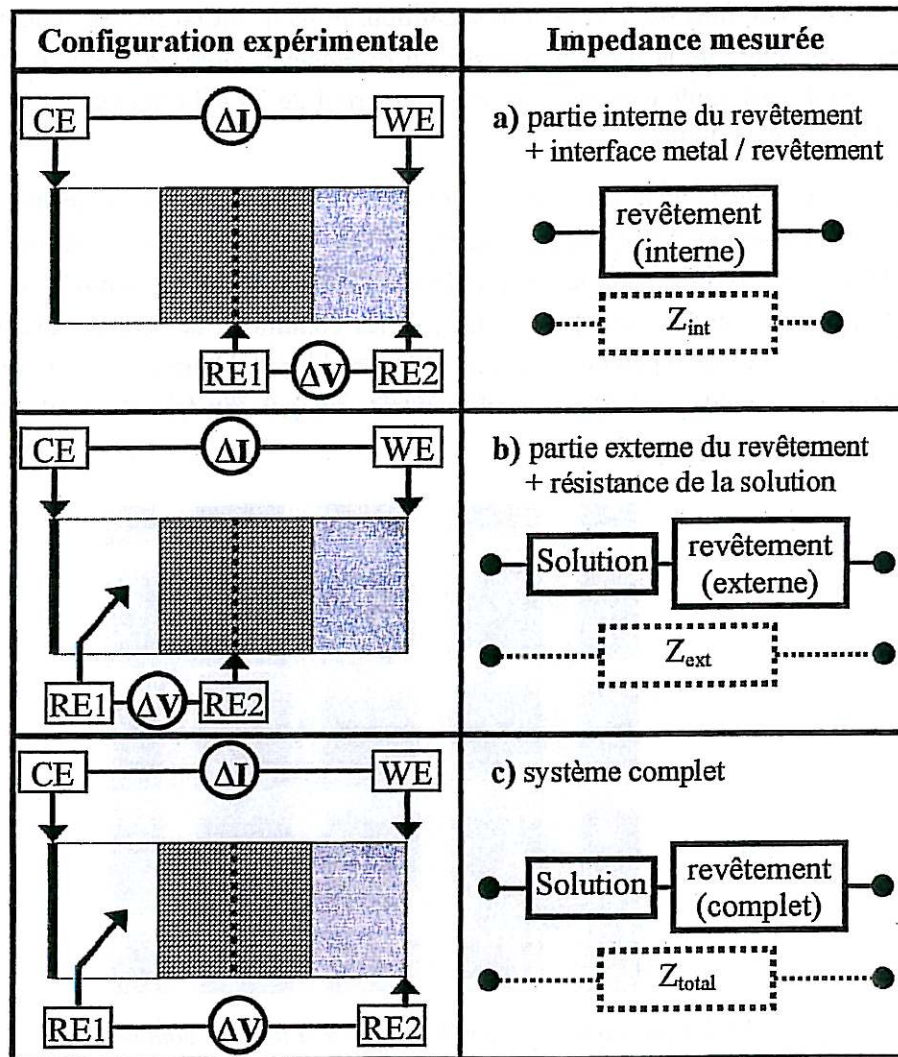 Configuration expérimentale
Impedance mesurée
CE
ΔI
WE
RE1
ΔV
RE2
a) partie interne du revêtement
+ interface metal / revêtement
revêtement
(interne)
Zint
CE
ΔI
WE
RE1
ΔV
RE2
b) partie externe du revêtement
+ résistance de la solution
Solution
revêtement
(externe)
Zext
CE
ΔI
WE
RE1
ΔV
RE2
c) système complet
Solution
revêtement
(complet)
Ztotal